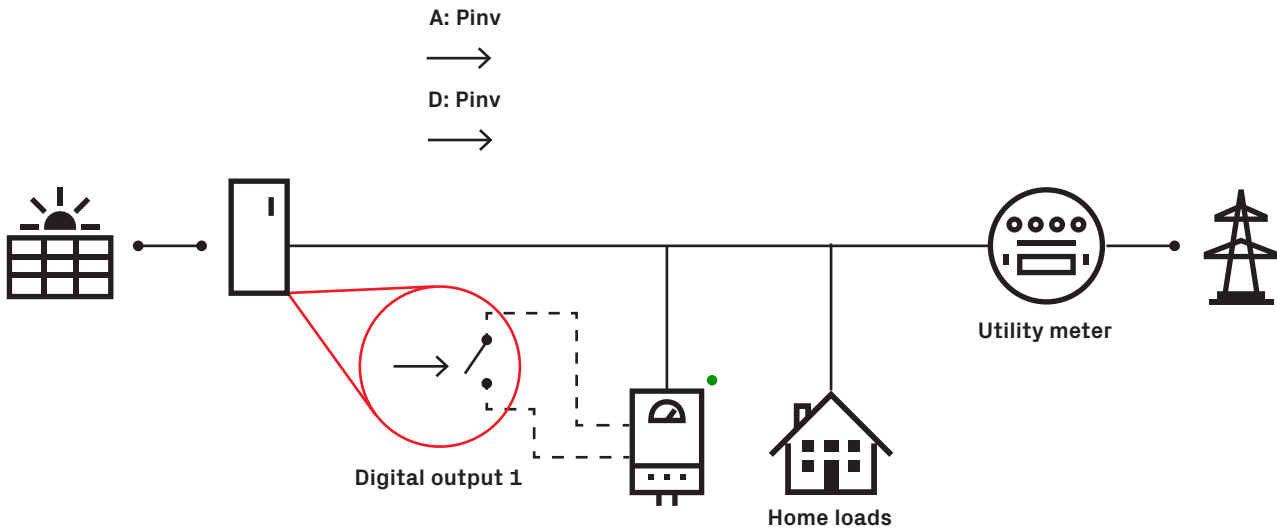 A: Pinv
D: Pinv
Utility meter
Digital output 1
Home loads